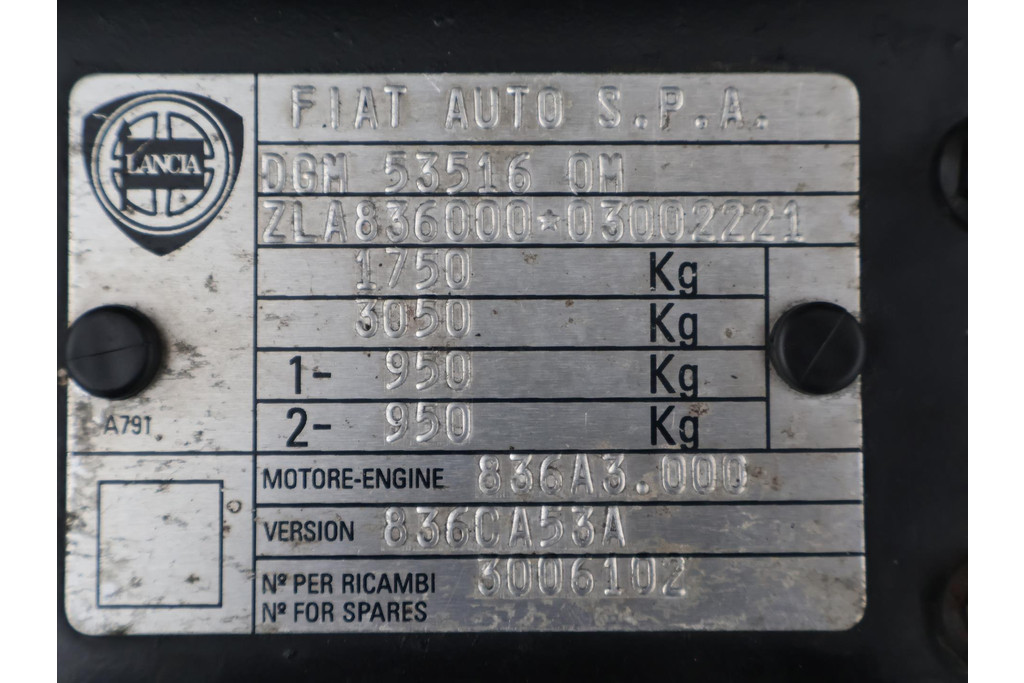 LANCIA
FIAT AUTO S.P.A.
DGM 53516 OM
ZLA836000*03002221
1750 Kg
3050 Kg
1- 950 Kg
2- 950 Kg
A791
MOTORE-ENGINE 836A3.000
VERSION 836CA53A
Nº PER RICAMBI 3006102
Nº FOR SPARES